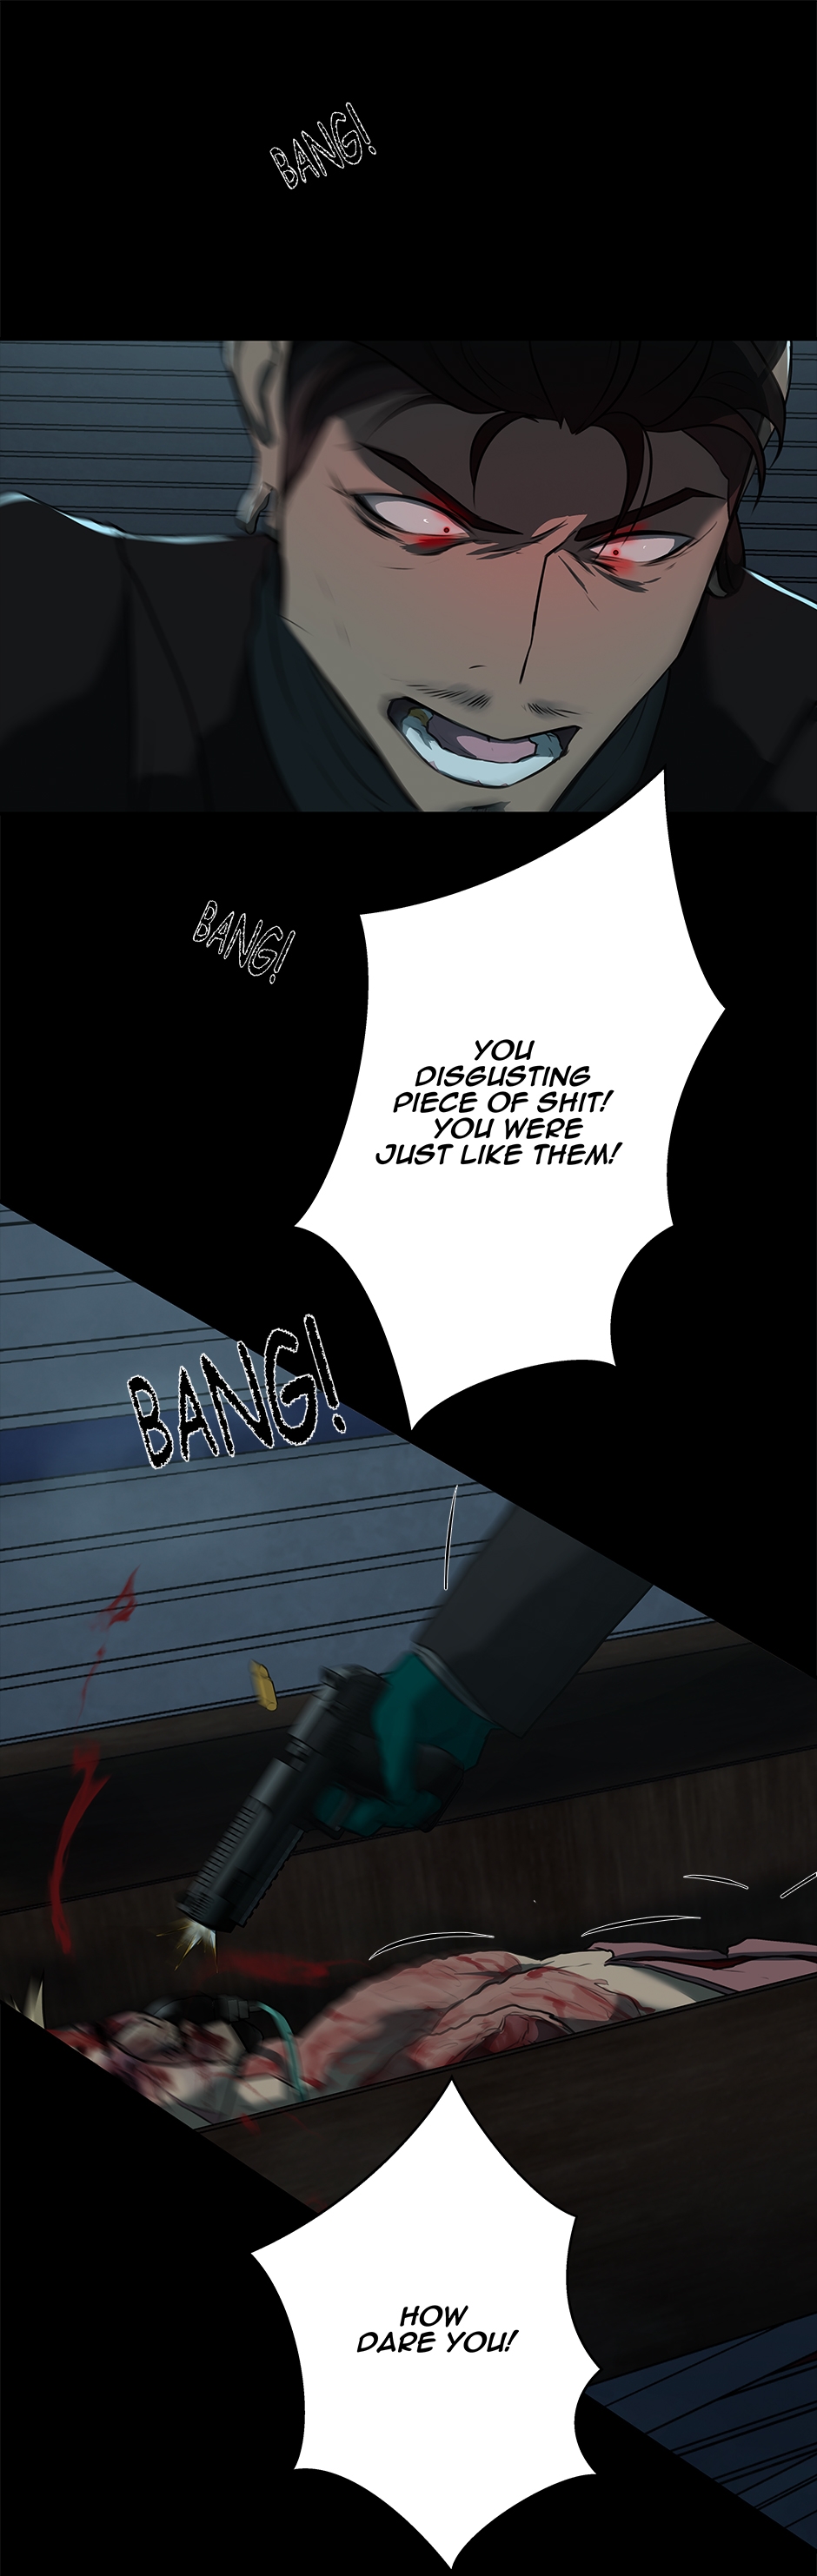 BANG!
BANG!
YOU
DISGUSTING
PIECE OF SHIT!
YOU WERE
JUST LIKE THEM!
BANG!
HOW
DARE YOU!